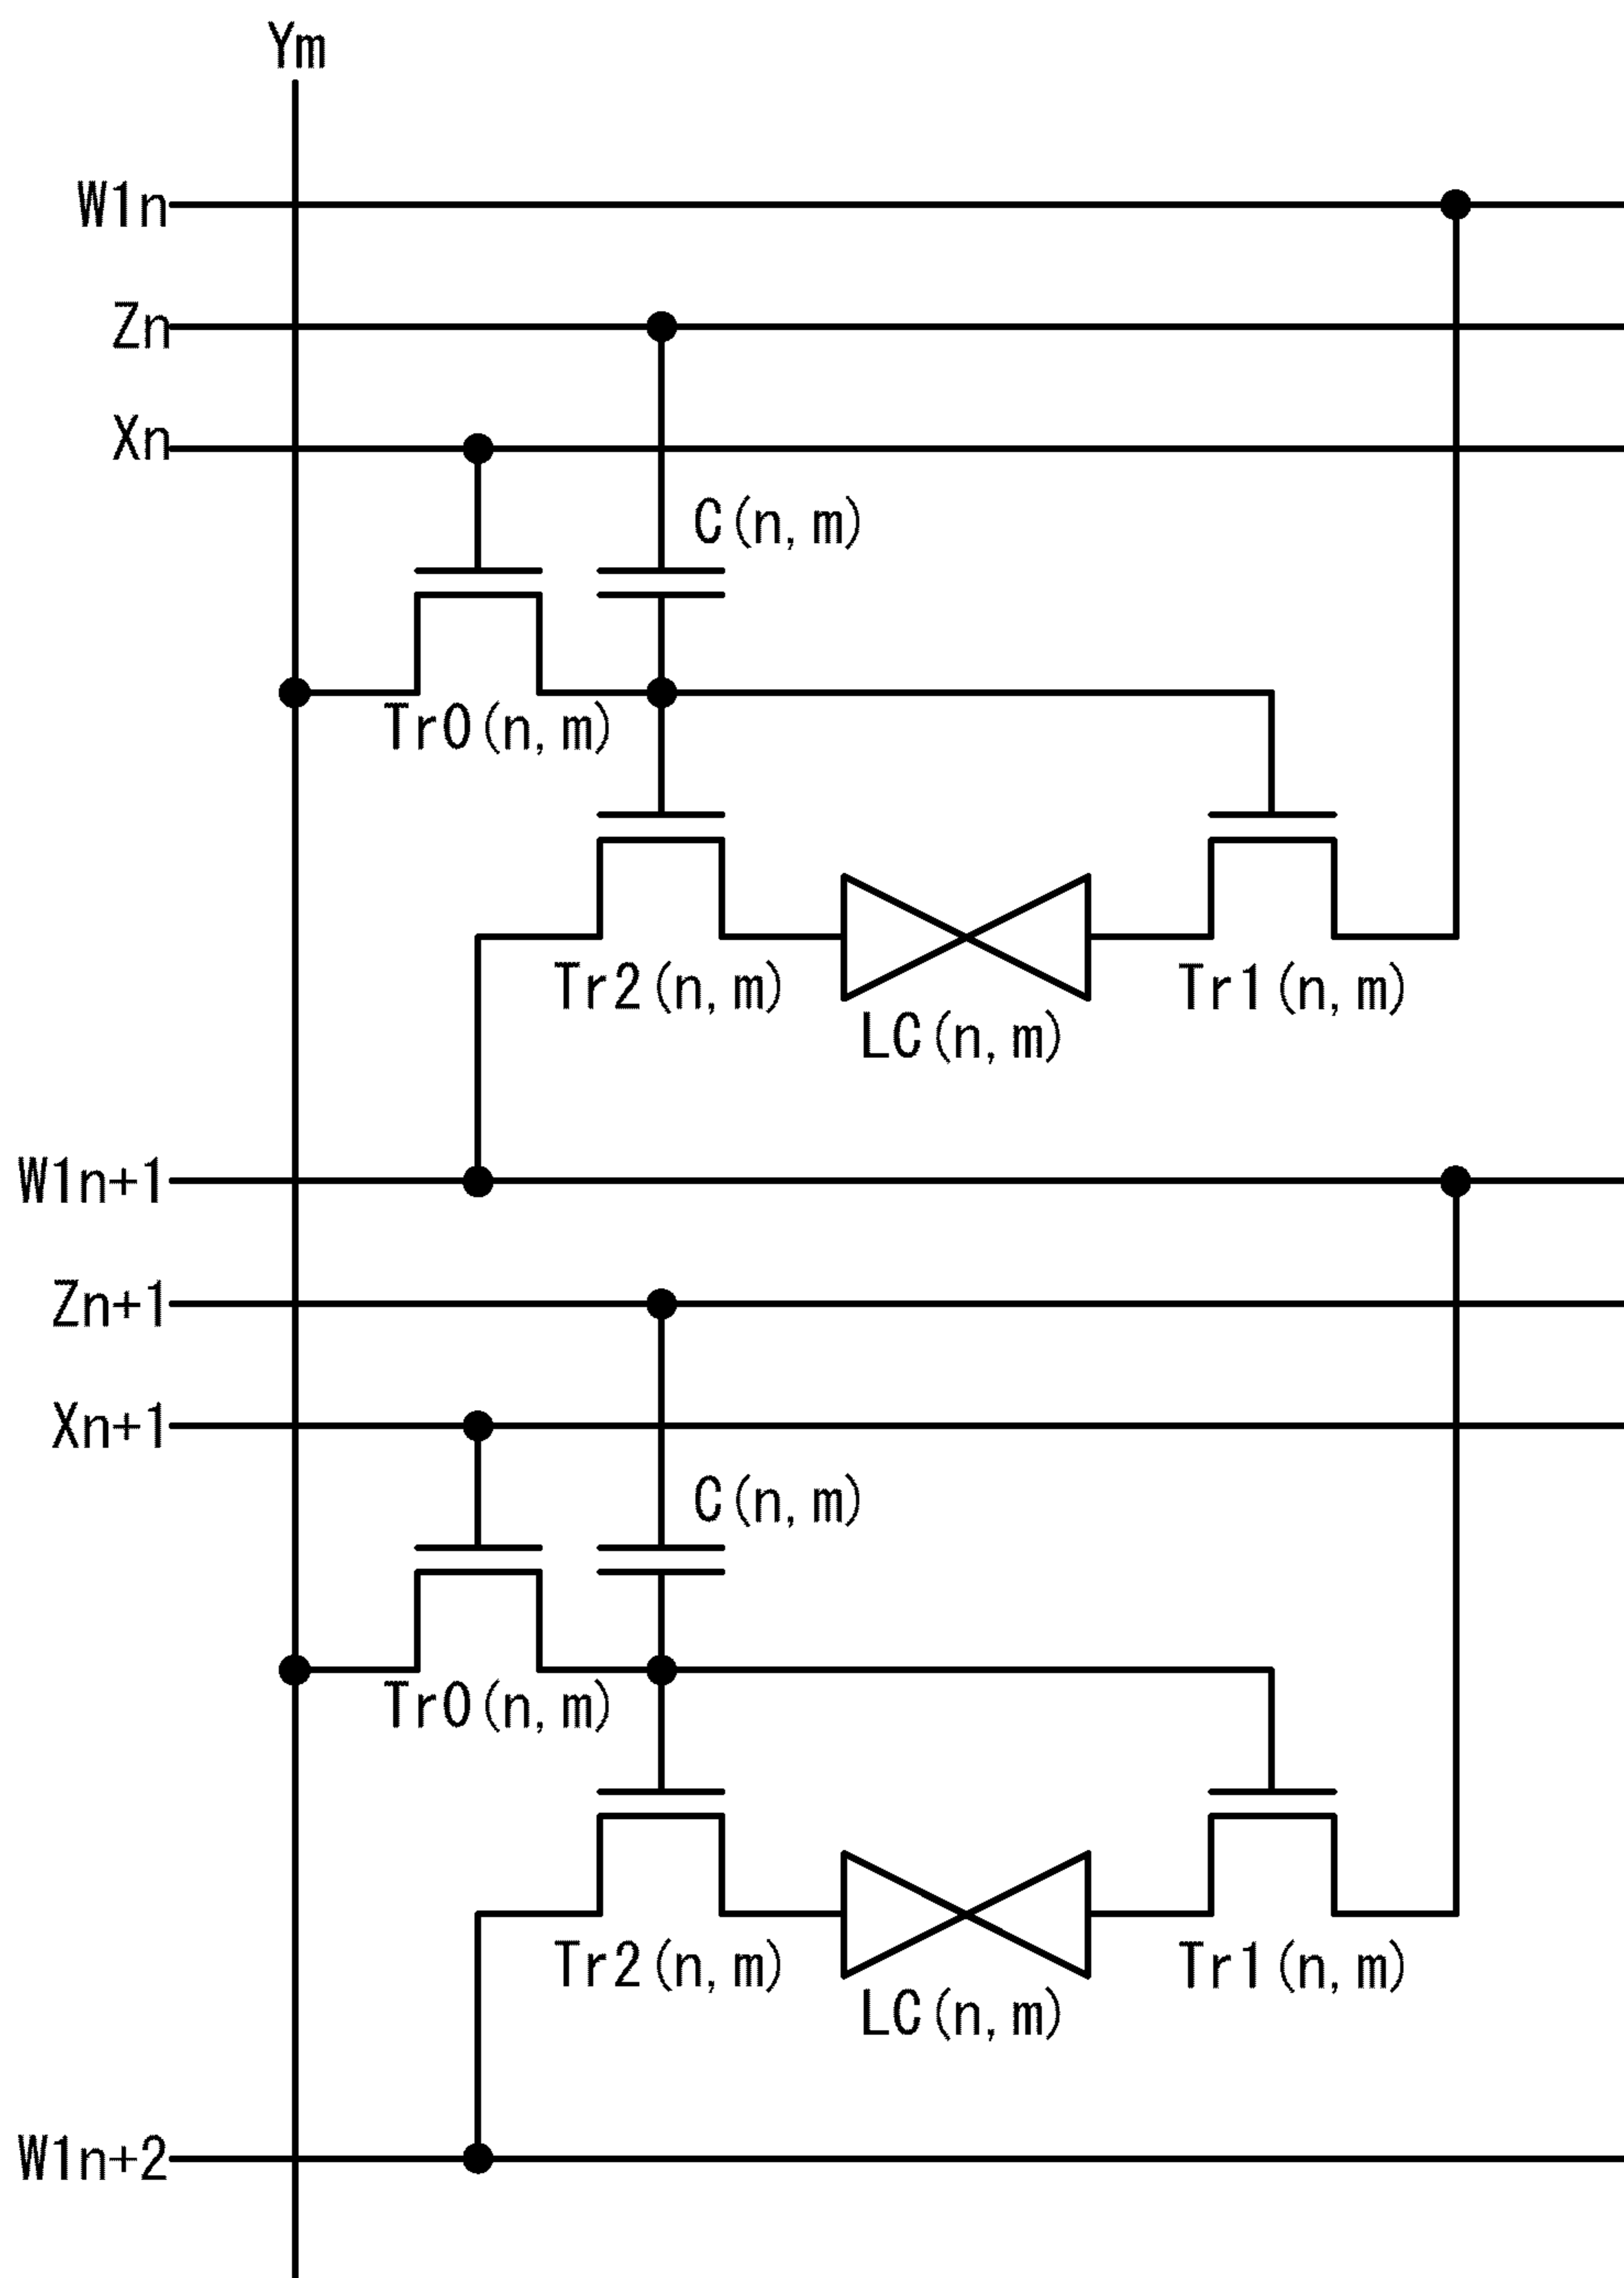 Ym
W1n
Zn
Xn
C(n,m)
Tr0(n,m)
Tr2(n,m)
Tr1(n,m)
LC(n,m)
W1n+1
Zn+1
Xn+1
C(n,m)
Tr0(n,m)
Tr2(n,m)
Tr1(n,m)
LC(n,m)
W1n+2